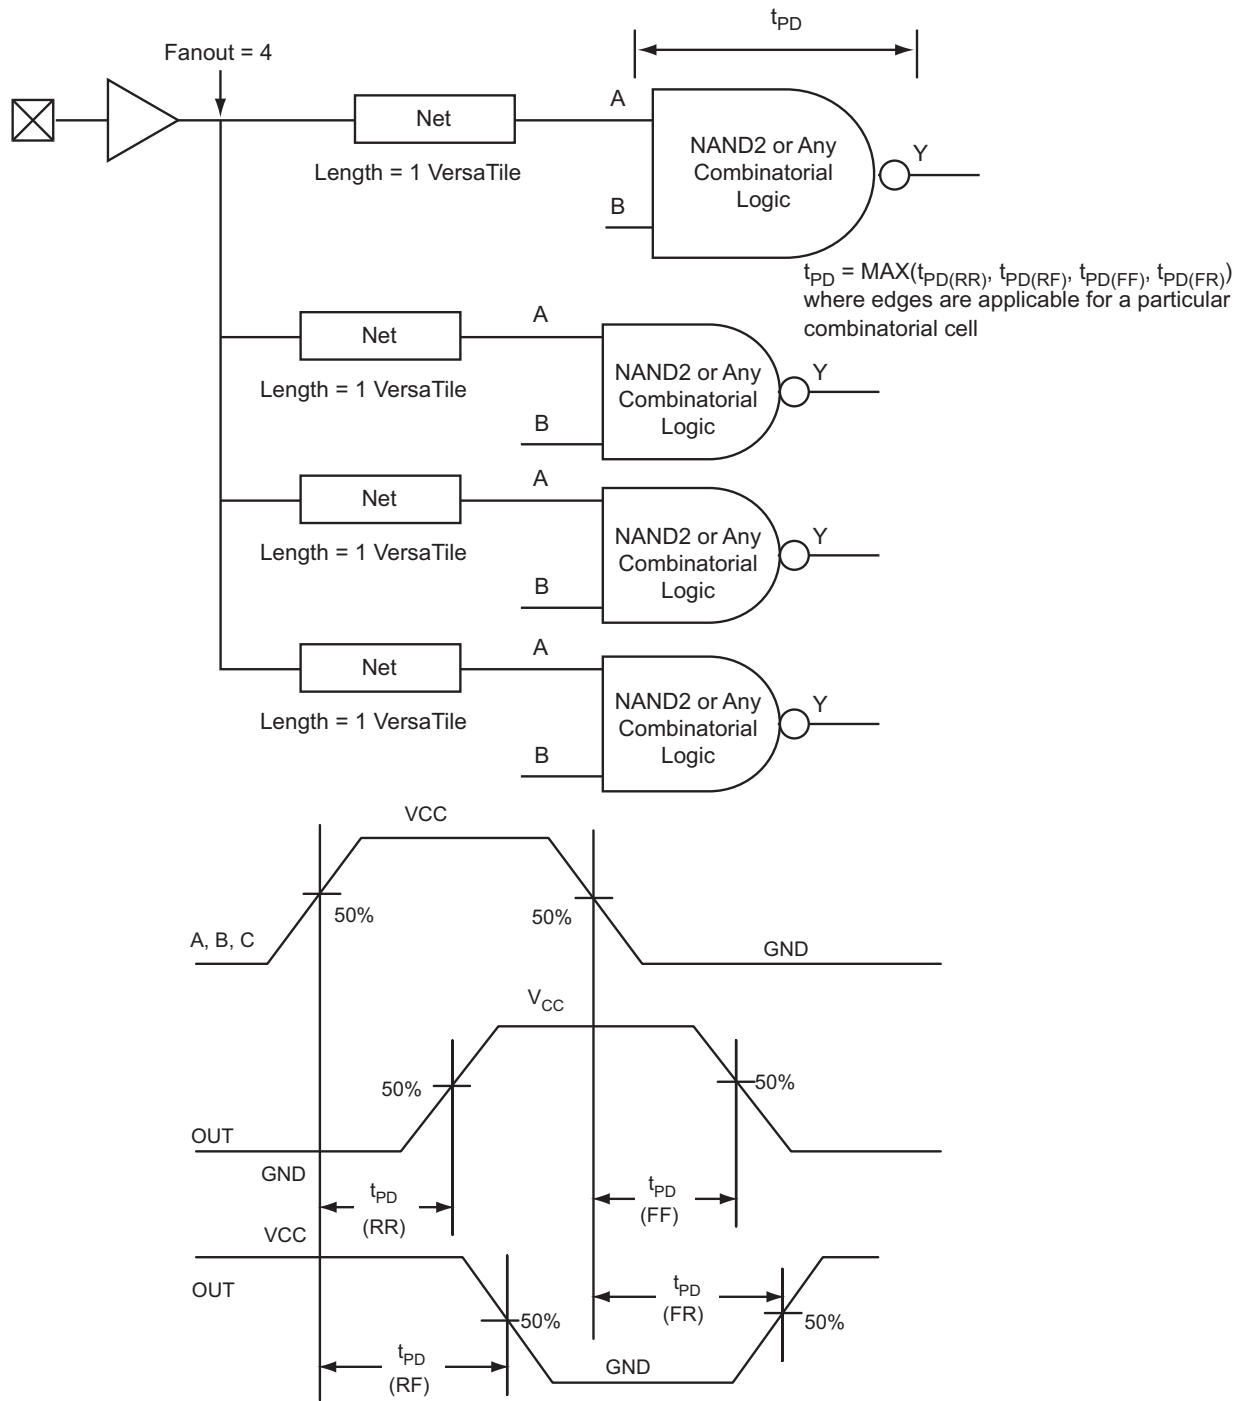 tPD
Fanout = 4
A
Net
NAND2 or Any
Combinatorial
Logic
Y
Length = 1 VersaTile
B
tPD = MAX(tPD(RR), tPD(RF), tPD(FF), tPD(FR))
where edges are applicable for a particular
combinatorial cell
A
Net
NAND2 or Any
Combinatorial
Logic
Y
Length = 1 VersaTile
B
A
Net
NAND2 or Any
Combinatorial
Logic
Y
Length = 1 VersaTile
B
A
Net
NAND2 or Any
Combinatorial
Logic
Y
Length = 1 VersaTile
B
VCC
50%
50%
A, B, C
GND
VCC
50%
50%
OUT
GND
tPD
(RR)
tPD
(FF)
VCC
OUT
tPD
(FR)
50%
50%
tPD
(RF)
GND